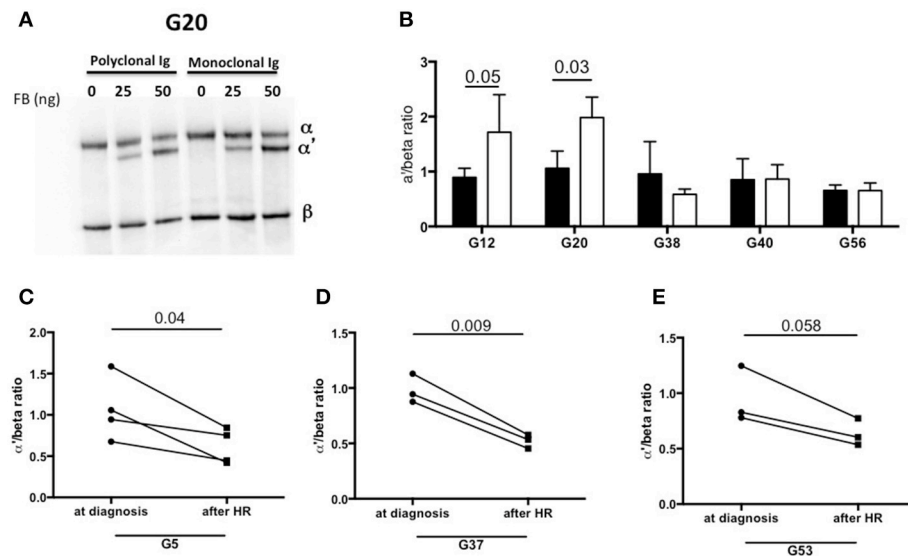 A
G20
Polyclonal Ig Monoclonal Ig
FB (ng) 0 25 50 0 25 50
α
α'
β
B
a'/beta ratio
3
2
1
0
0.05
0.03
G12 G20 G38 G40 G56
C
α'/beta ratio
2.0
1.5
1.0
0.5
0.0
0.04
at diagnosis after HR
G5
D
α'/beta ratio
1.5
1.0
0.5
0.0
0.009
at diagnosis after HR
G37
E
α'/beta ratio
1.5
1.0
0.5
0.0
0.058
at diagnosis after HR
G53